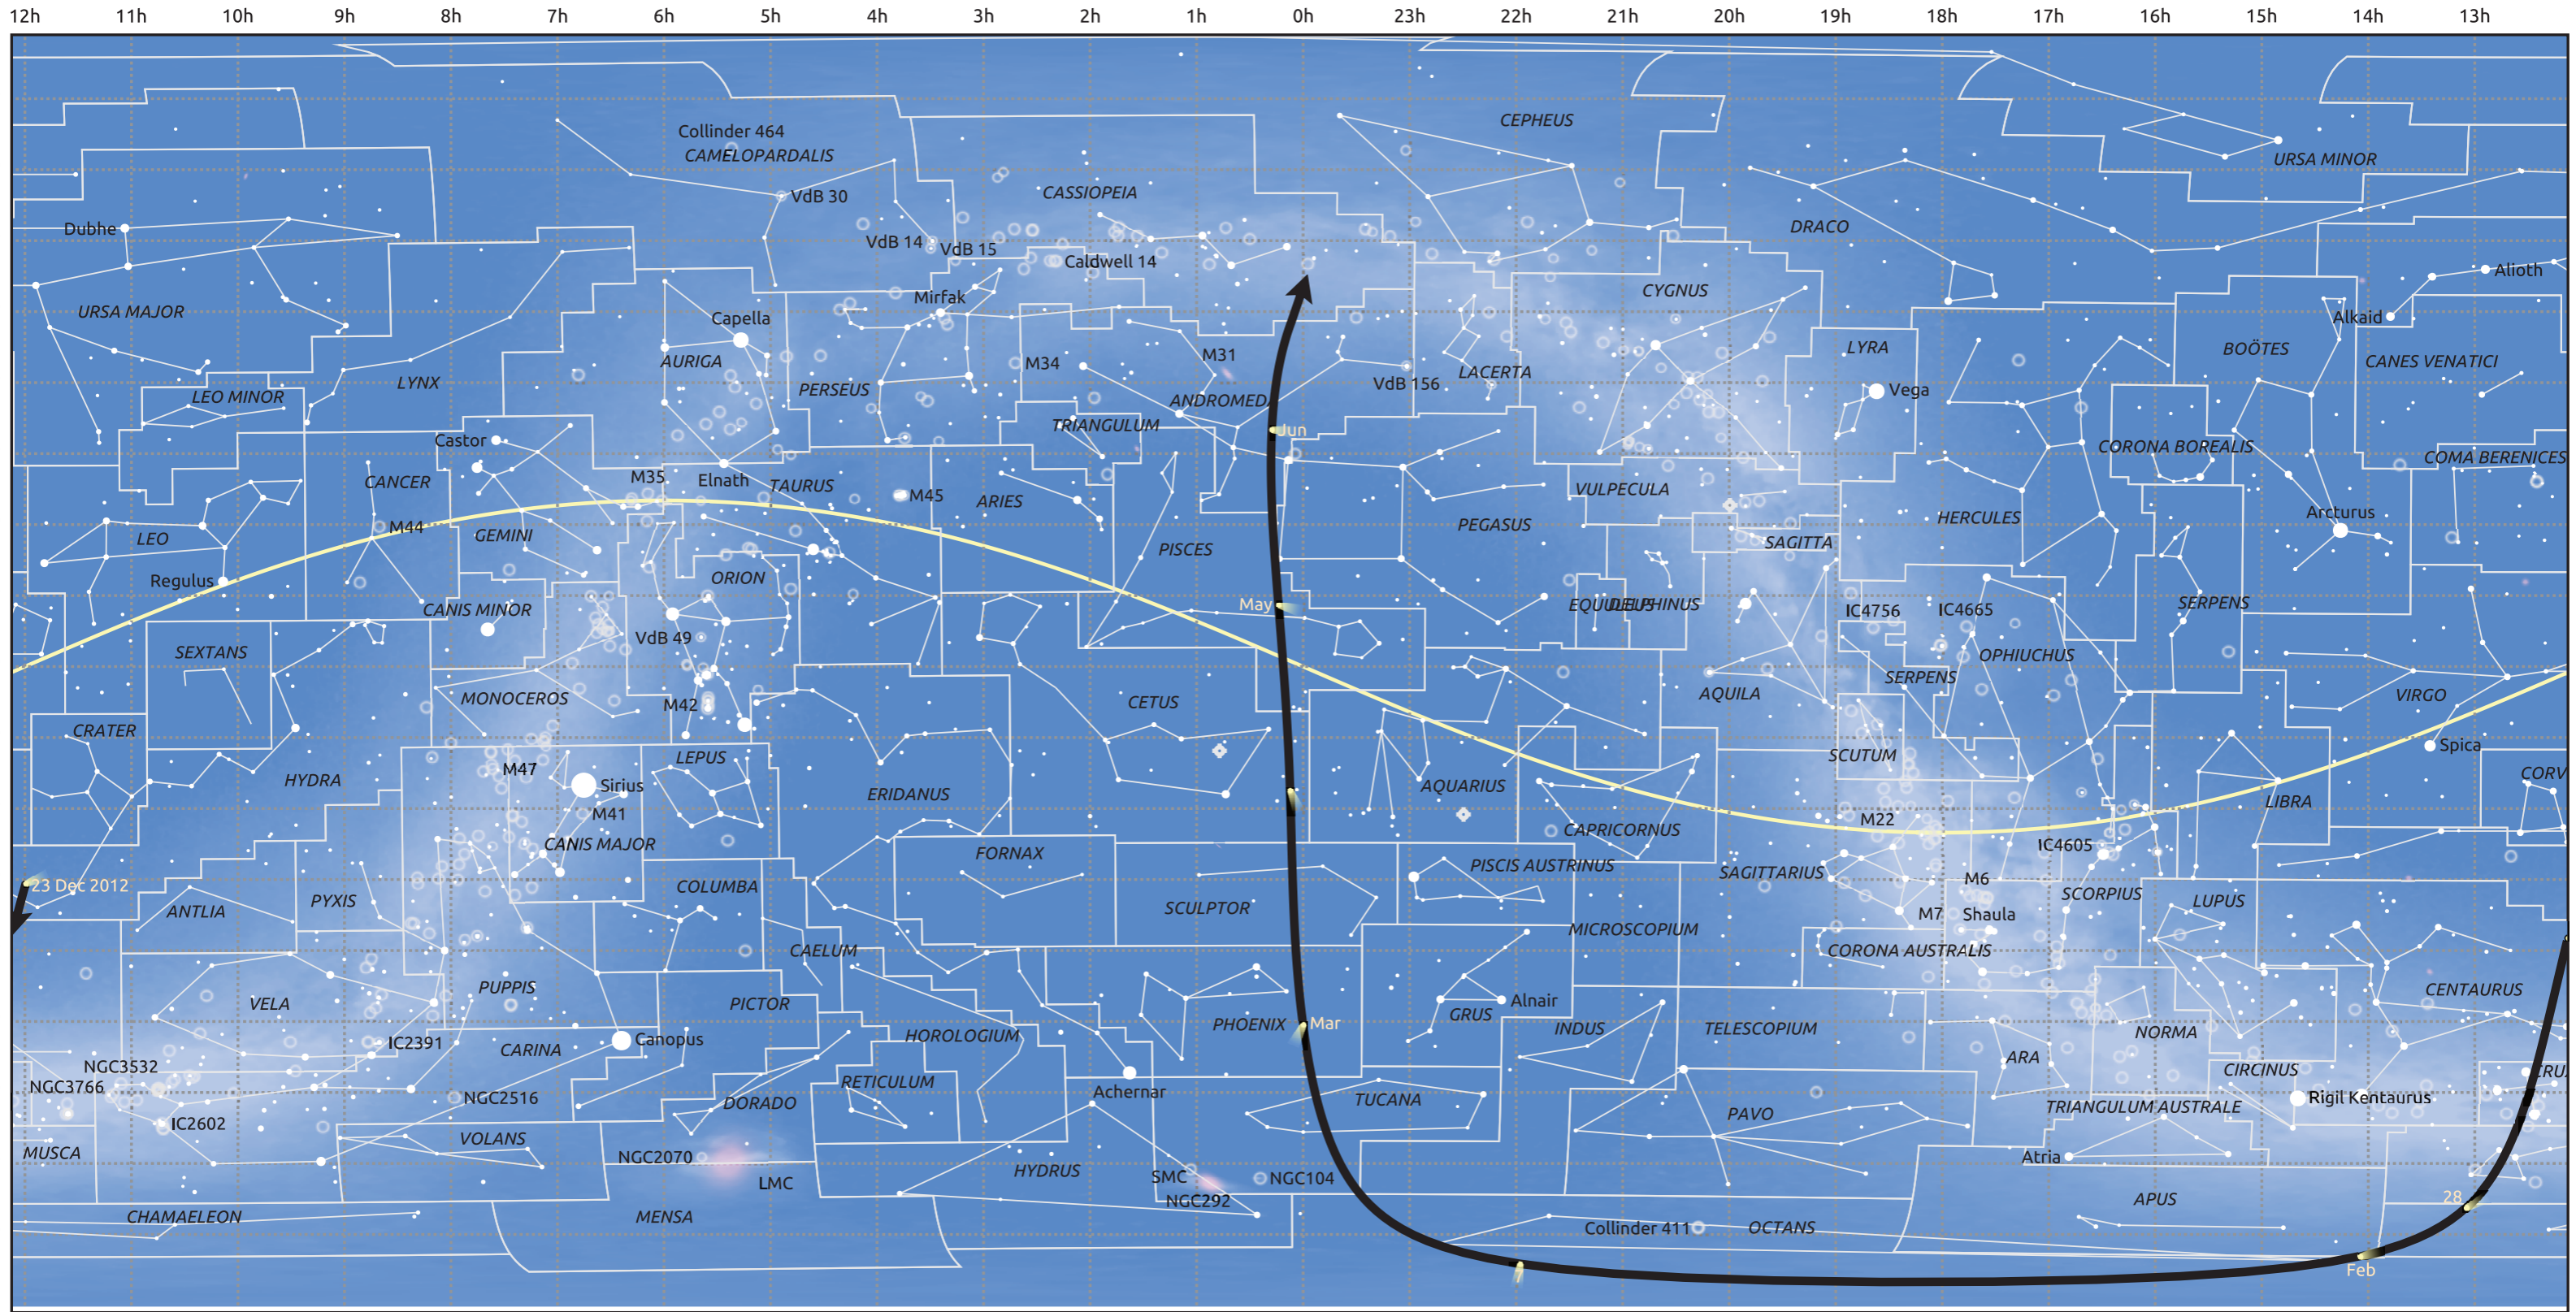 12h 11h 10h 9h 8h 7h 6h 5h 4h 3h 2h 1h 0h 23h 22h 21h 20h 19h 18h 17h 16h 15h 14h 13h
CEPHEUS
Collinder 464
CAMELOPARDALIS
URSA MINOR
CASSIOPEIA
VdB 30
Dubhe
DRACO
VdB 14
VdB 15
Caldwell 14
Alioth
CYGNUS
Mirfak
URSA MAJOR
Capella
Alkaid
LYRA
BOÖTES
M31
AURIGA
M34
CANES VENATICI
LACERTA
LYNX
VdB 156
PERSEUS
Vega
LEO MINOR
ANDROMEDA
TRIANGULUM
Jun
Castor
CORONA BOREALIS
COMA BERENICES
M35
Elnath
CANCER
TAURUS
VULPECULA
M45
ARIES
Arcturus
HERCULES
PEGASUS
M44
GEMINI
LEO
SAGITTA
PISCES
Regulus
ORION
SERPENS
May
EQUULEUS
DELPHINUS
CANIS MINOR
IC4756
IC4665
VdB 49
SEXTANS
OPHIUCHUS
SERPENS
AQUILA
VIRGO
MONOCEROS
CETUS
M42
CRATER
Spica
SCUTUM
LEPUS
M47
CORV
HYDRA
Sirius
AQUARIUS
ERIDANUS
LIBRA
M41
M22
CAPRICORNUS
CANIS MAJOR
IC4605
FORNAX
PISCIS AUSTRINUS
SAGITTARIUS
M6
23 Dec 2012
COLUMBA
SCORPIUS
PYXIS
LUPUS
SCULPTOR
ANTLIA
M7
Shaula
MICROSCOPIUM
CAELUM
CORONA AUSTRALIS
PUPPIS
CENTAURUS
VELA
PICTOR
Alnair
GRUS
Mar
PHOENIX
INDUS
TELESCOPIUM
NORMA
HOROLOGIUM
Canopus
IC2391
CARINA
ARA
NGC3532
CIRCINUS
CRU
RETICULUM
NGC3766
Achernar
NGC2516
Rigil Kentaurus
TUCANA
DORADO
TRIANGULUM AUSTRALE
PAVO
IC2602
VOLANS
MUSCA
NGC2070
Atria
HYDRUS
SMC
NGC104
LMC
NGC292
28
APUS
CHAMAELEON
MENSA
Collinder 411
OCTANS
Feb